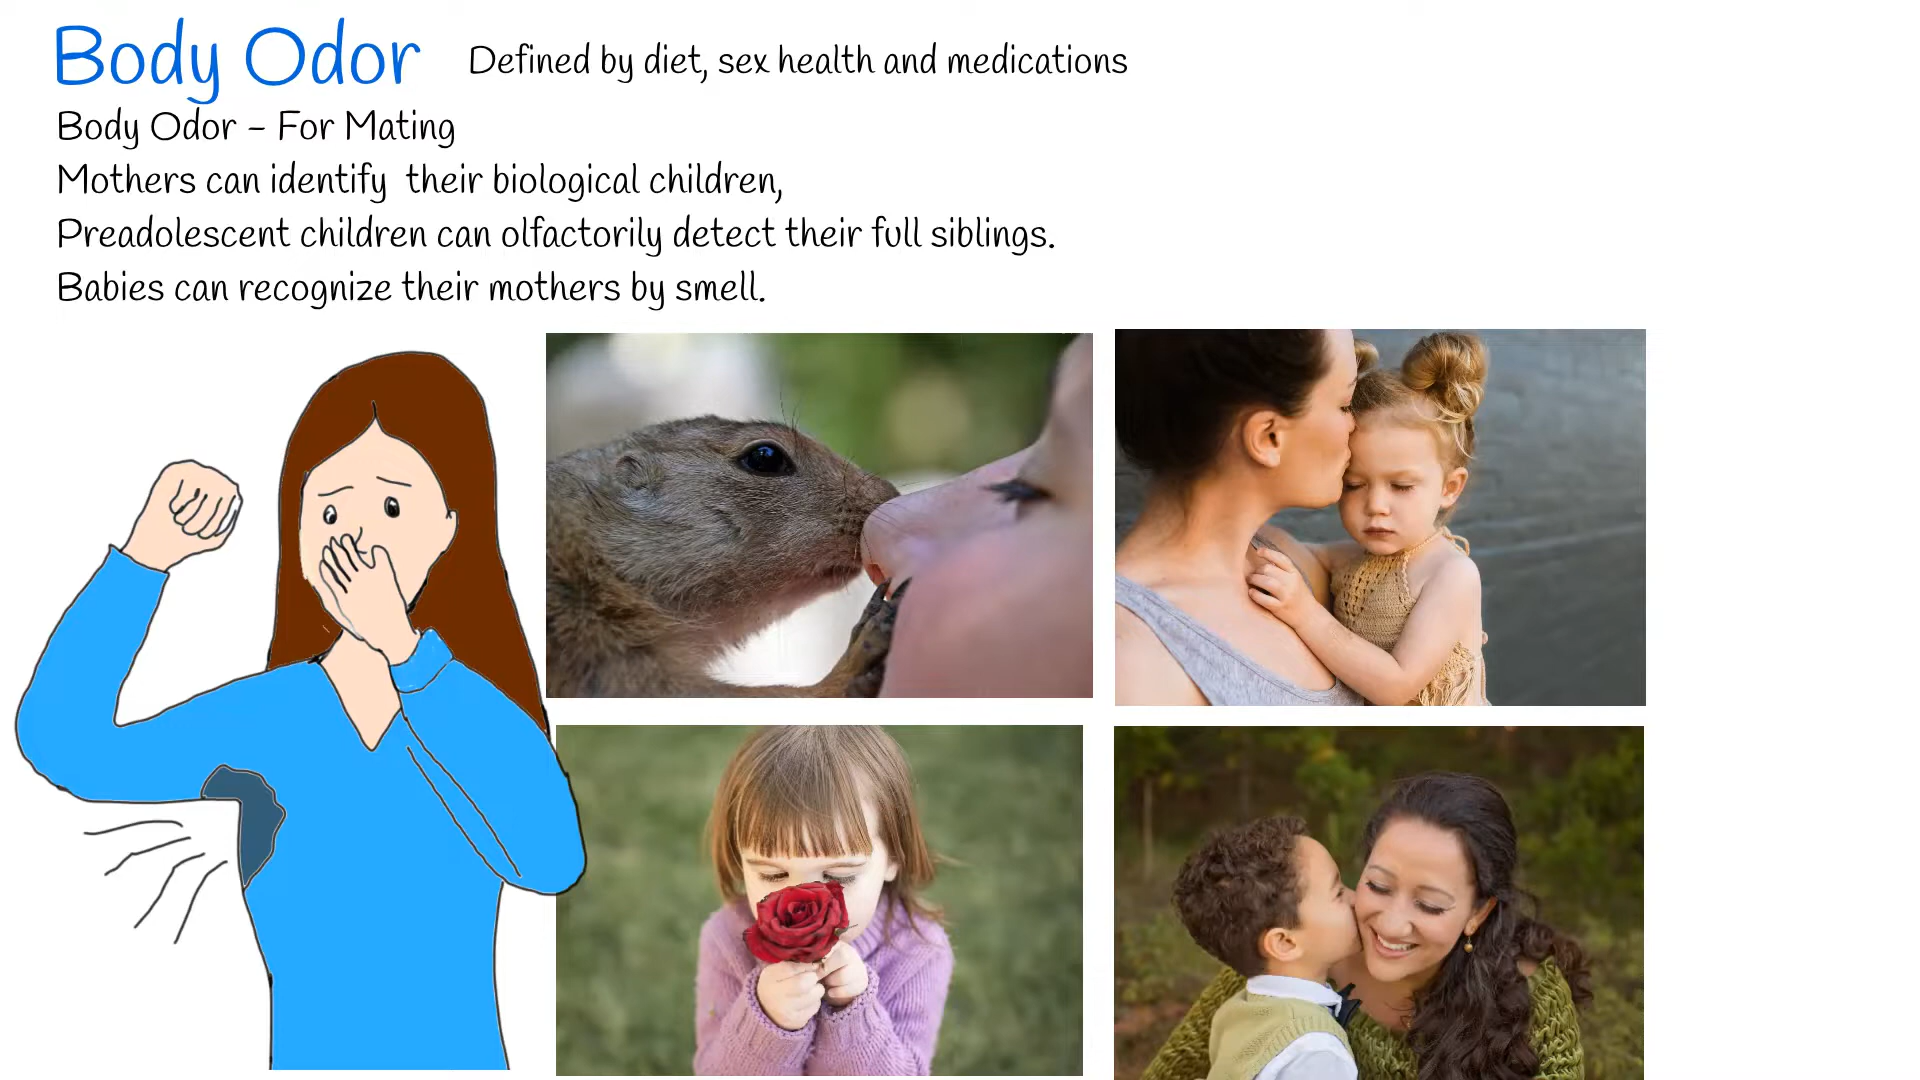 Body Odor Defined by diet, sex health and medications
Body Odor - For Mating
Mothers can identify their biological children,
Preadolescent children can olfactorily detect their full siblings.
Babies can recognize their mothers by smell.